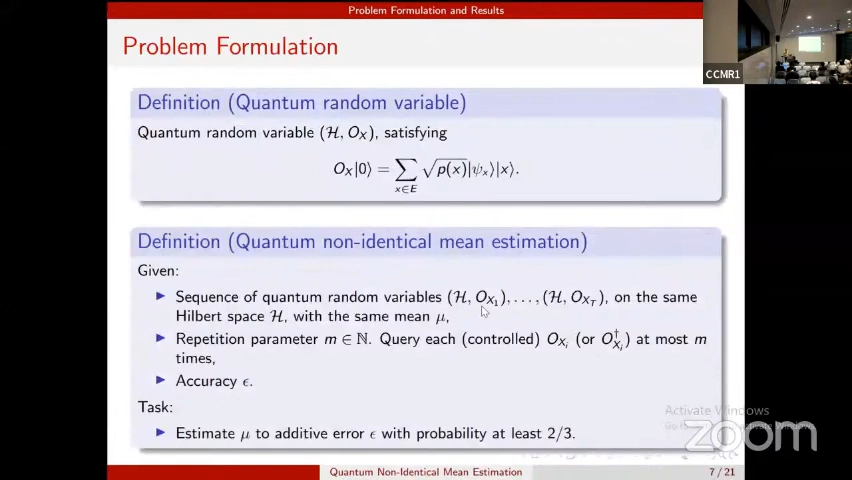 Problem Formulation and Results
Problem Formulation
CCMR1
Definition (Quantum random variable)
Quantum random variable (ℋ, O_X), satisfying
O_X|0⟩ = ∑_{x∈E} √p(x)|ψ_x⟩|x⟩.
Definition (Quantum non-identical mean estimation)
Given:
▶ Sequence of quantum random variables (ℋ, O_{X_1}), . . . , (ℋ, O_{X_T}), on the same
Hilbert space ℋ, with the same mean μ,
▶ Repetition parameter m ∈ ℕ. Query each (controlled) O_{X_i} (or O†_{X_i}) at most m
times,
▶ Accuracy ϵ.
Task:
▶ Estimate μ to additive error ϵ with probability at least 2/3.
Activate Windows
zoom
Quantum Non-Identical Mean Estimation
7 / 21